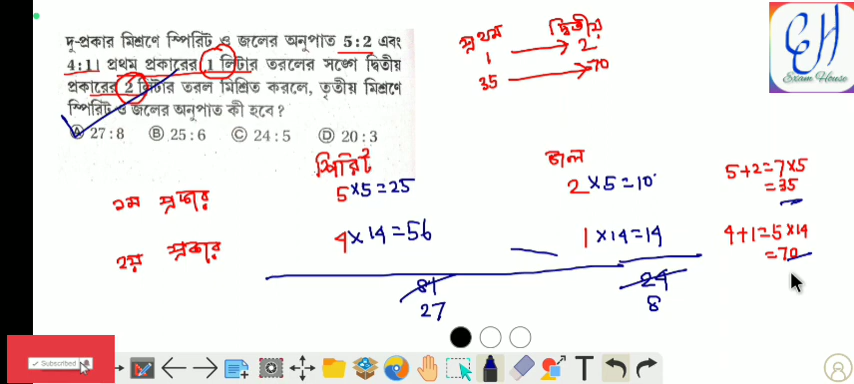 দু-প্রকার মিশ্রণে স্পিরিট ও জলের অনুপাত 5:2 এবং
4:1। প্রথম প্রকারের 1 লিটার তরলের সঙ্গে দ্বিতীয়
প্রকারের 2 লিটার তরল মিশ্রিত করলে, তৃতীয় মিশ্রণে
স্পিরিট ও জলের অনুপাত কী হবে?
Ⓐ 27:8 Ⓑ 25:6 Ⓒ 24:5 Ⓓ 20:3
প্রথম দ্বিতীয়
1 → 2
35 → 70
EH
Exam House
স্পিরিট জল
১ম প্রকার 5×5=25 2×5=10 5+2=7×5
=35
২য় প্রকার 4×14=56 1×14=14 4+1=5×14
=70
81 24
27 8
✓ Subscribed
T